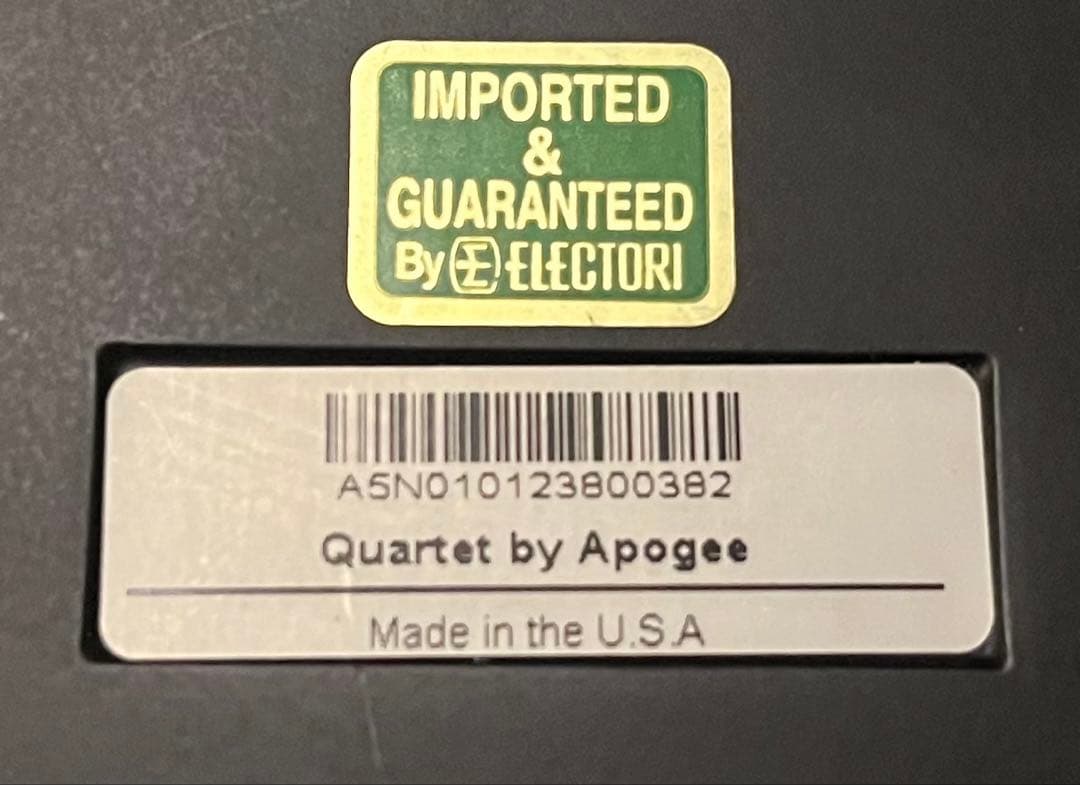 IMPORTED
&
GUARANTEED
By E ELECTORI
A5N010123800382
Quartet by Apogee
Made in the U.S.A